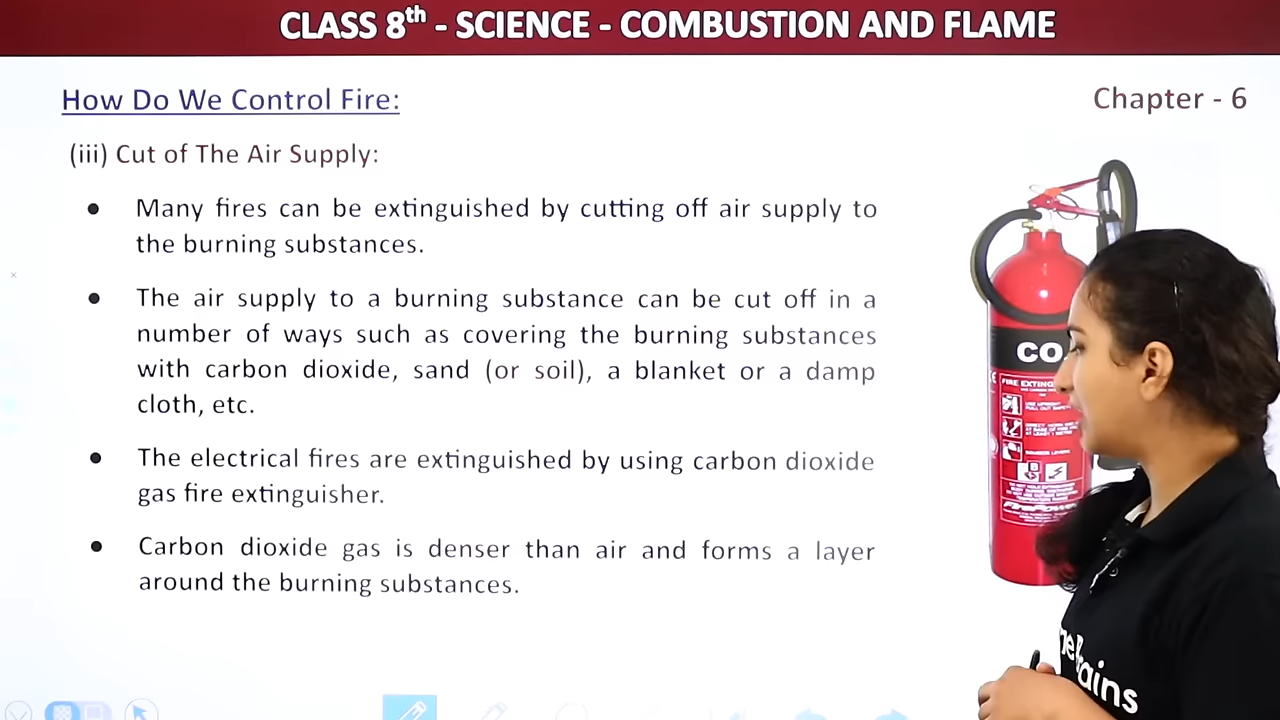 CLASS 8th - SCIENCE - COMBUSTION AND FLAME
How Do We Control Fire:
Chapter - 6
(iii) Cut of The Air Supply:
• Many fires can be extinguished by cutting off air supply to
the burning substances.
• The air supply to a burning substance can be cut off in a
number of ways such as covering the burning substances
with carbon dioxide, sand (or soil), a blanket or a damp
cloth, etc.
• The electrical fires are extinguished by using carbon dioxide
gas fire extinguisher.
• Carbon dioxide gas is denser than air and forms a layer
around the burning substances.
CO
FIRE